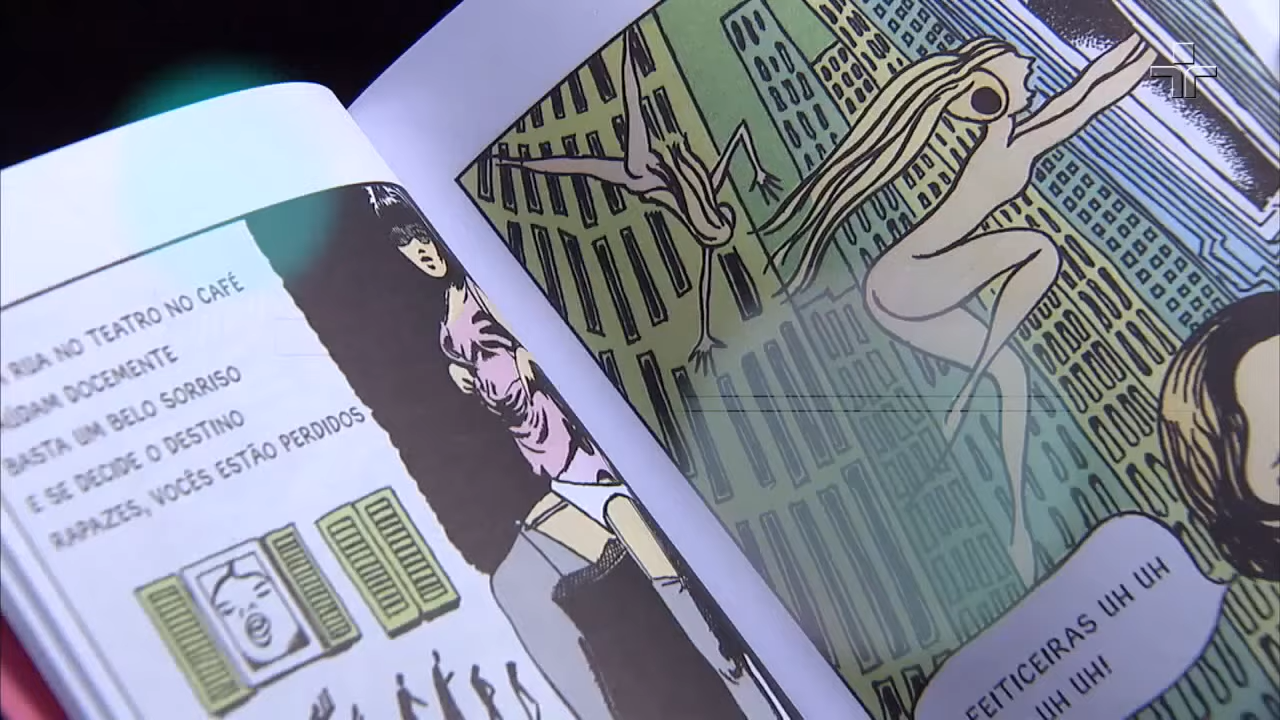 RUA NO TEATRO NO CAFÉ
DOCEMENTE
BASTA UM BELO SORRISO
E SE DECIDE O DESTINO
RAPAZES, VOCÊS ESTÃO PERDIDOS
FEITICEIRAS UH UH
UH UH!